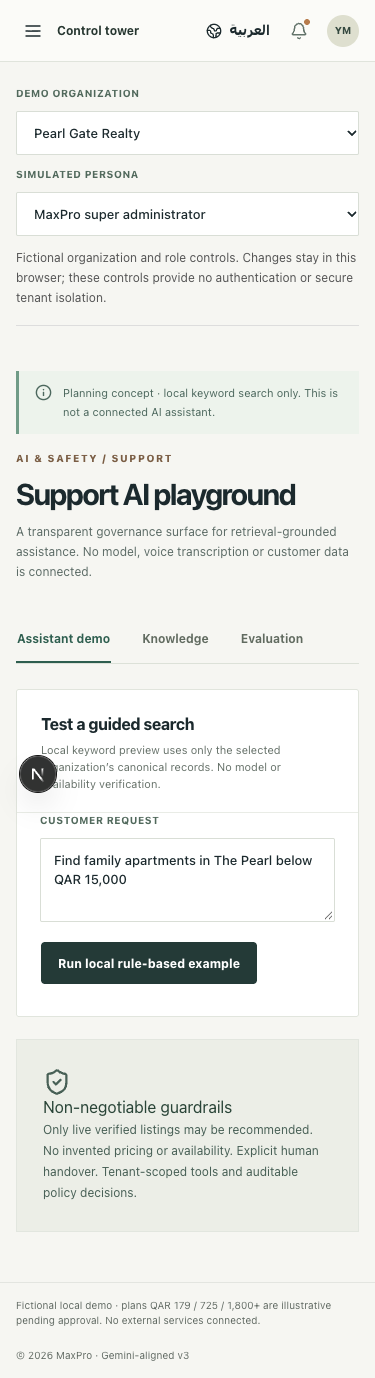 Control tower
العربية
YM
DEMO ORGANIZATION
Pearl Gate Realty
SIMULATED PERSONA
MaxPro super administrator
Fictional organization and role controls. Changes stay in this
browser; these controls provide no authentication or secure
tenant isolation.
Planning concept · local keyword search only. This is
not a connected AI assistant.
AI & SAFETY / SUPPORT
Support AI playground
A transparent governance surface for retrieval-grounded
assistance. No model, voice transcription or customer data
is connected.
Assistant demo
Knowledge
Evaluation
Test a guided search
Local keyword preview uses only the selected
canonical records. No model or
verification.
N
CUSTOMER REQUEST
Find family apartments in The Pearl below
QAR 15,000
Run local rule-based example
Non-negotiable guardrails
Only live verified listings may be recommended.
No invented pricing or availability. Explicit human
handover. Tenant-scoped tools and auditable
policy decisions.
Fictional local demo · plans QAR 179 / 725 / 1,800+ are illustrative
pending approval. No external services connected.
© 2026 MaxPro · Gemini-aligned v3